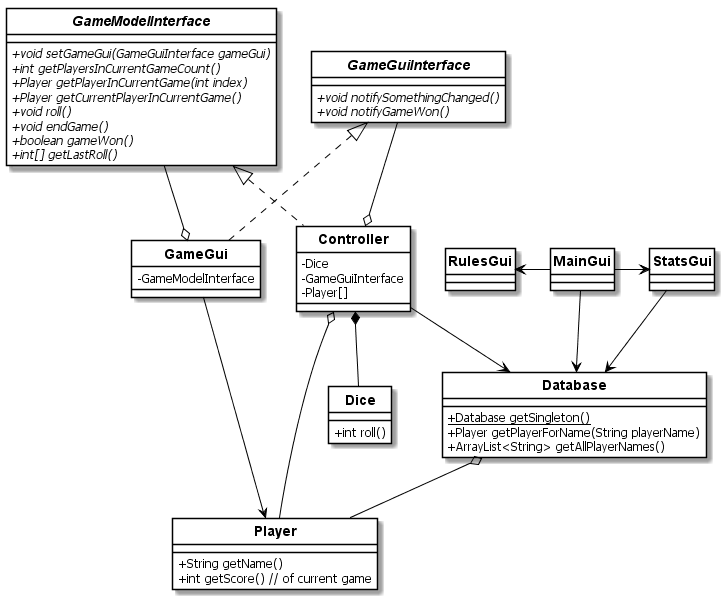 GameModelInterface
+void setGameGui(GameGuiInterface gameGui)
+int getPlayersInCurrentGameCount()
+Player getPlayerInCurrentGame(int index)
+Player getCurrentPlayerInCurrentGame()
+void roll()
+void endGame()
+boolean gameWon()
+int[] getLastRoll()
GameGuiInterface
+void notifySomethingChanged()
+void notifyGameWon()
GameGui
-GameModelInterface
Controller
-Dice
-GameGuiInterface
-Player[]
RulesGui
MainGui
StatsGui
Dice
+int roll()
Database
+Database getSingleton()
+Player getPlayerForName(String playerName)
+ArrayList<String> getAllPlayerNames()
Player
+String getName()
+int getScore() // of current game